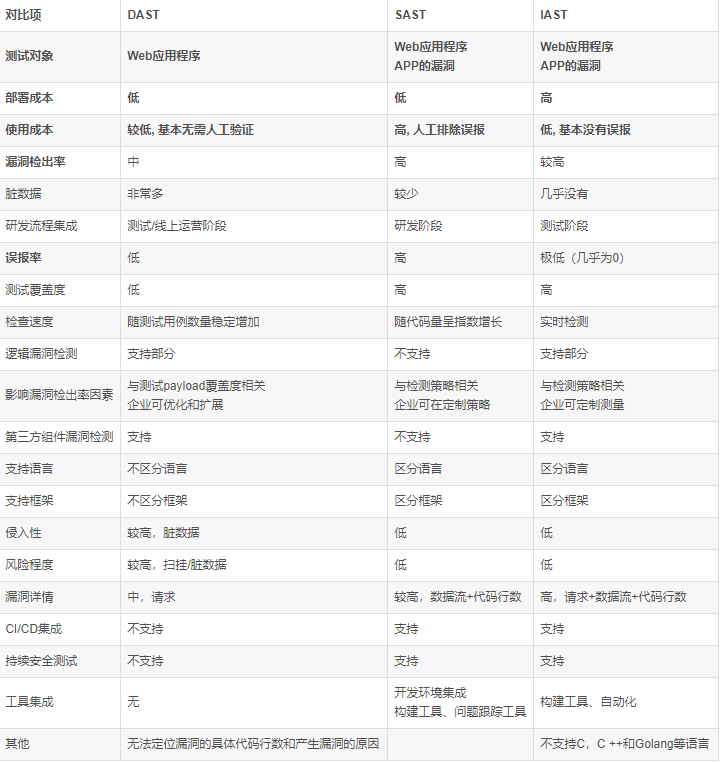 对比项 DAST SAST IAST
测试对象 Web应用程序 Web应用程序 Web应用程序
APP的漏洞 APP的漏洞
部署成本 低 低 高
使用成本 较低, 基本无需人工验证 高, 人工排除误报 低, 基本没有误报
漏洞检出率 中 高 较高
脏数据 非常多 较少 几乎没有
研发流程集成 测试/线上运营阶段 研发阶段 测试阶段
误报率 低 高 极低（几乎为0）
测试覆盖度 低 高 高
检查速度 随测试用例数量稳定增加 随代码量呈指数增长 实时检测
逻辑漏洞检测 支持部分 不支持 支持部分
影响漏洞检出率因素 与测试payload覆盖度相关 与检测策略相关 与检测策略相关
企业可优化和扩展 企业可在定制策略 企业可定制测量
第三方组件漏洞检测 支持 不支持 支持
支持语言 不区分语言 区分语言 区分语言
支持框架 不区分框架 区分框架 区分框架
侵入性 较高，脏数据 低 低
风险程度 较高，扫挂/脏数据 低 低
漏洞详情 中，请求 较高，数据流+代码行数 高，请求+数据流+代码行数
CI/CD集成 不支持 支持 支持
持续安全测试 不支持 支持 支持
工具集成 无 开发环境集成 构建工具、自动化
构建工具、问题跟踪工具
其他 无法定位漏洞的具体代码行数和产生漏洞的原因 不支持C，C ++和Golang等语言